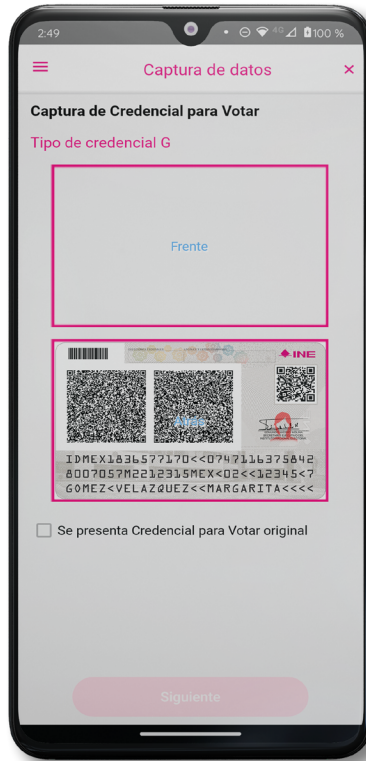 2:49
4G 100 %
Captura de datos
Captura de Credencial para Votar
Tipo de credencial G
Frente
INE
Atrás
IDMEX1836577170<<0747116375842
8007057M2212315MEX<02<<12345<7
GOMEZ<VELAZQUEZ<<MARGARITA<<<<
Se presenta Credencial para Votar original
Siguiente